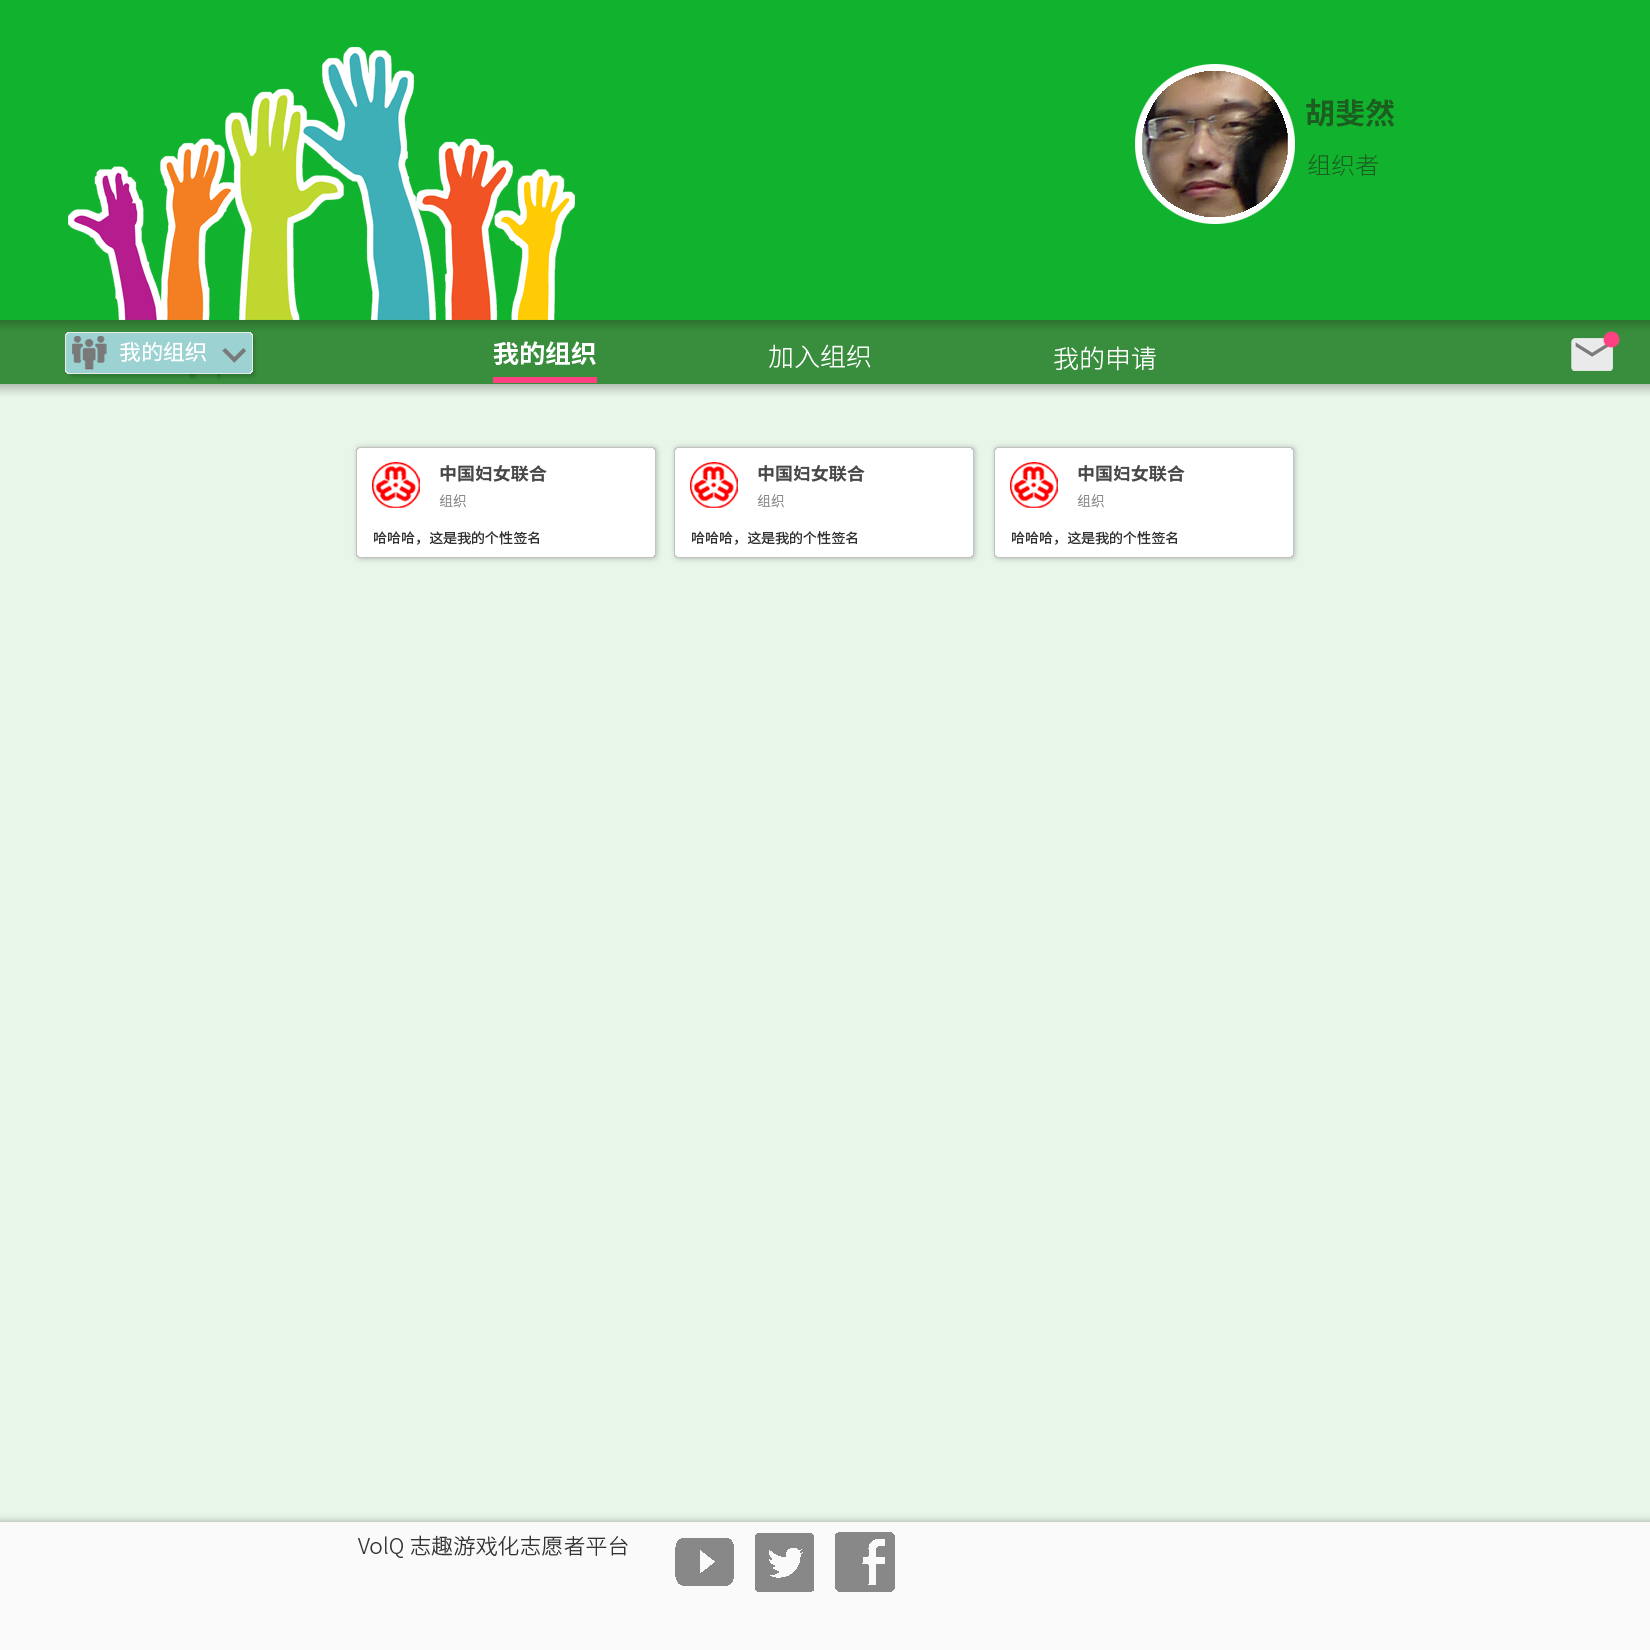 胡斐然
组织者
我的组织
我的组织
加入组织
我的申请
中国妇女联合
组织
哈哈哈，这是我的个性签名
中国妇女联合
组织
哈哈哈，这是我的个性签名
中国妇女联合
组织
哈哈哈，这是我的个性签名
VolQ 志趣游戏化志愿者平台